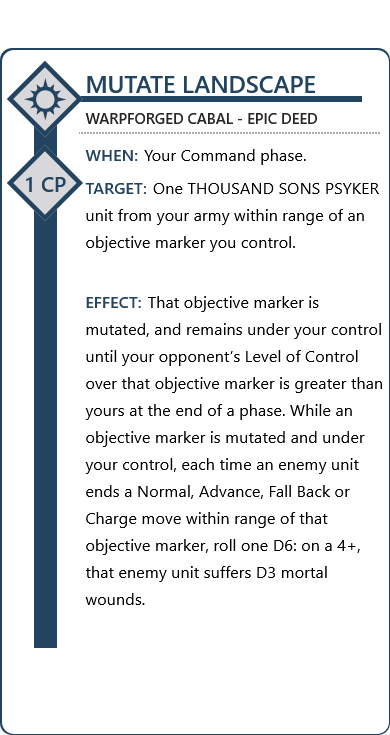 MUTATE LANDSCAPE
WARPFORGED CABAL - EPIC DEED
1 CP
WHEN: Your Command phase.
TARGET: One THOUSAND SONS PSYKER
unit from your army within range of an
objective marker you control.
EFFECT: That objective marker is
mutated, and remains under your control
until your opponent’s Level of Control
over that objective marker is greater than
yours at the end of a phase. While an
objective marker is mutated and under
your control, each time an enemy unit
ends a Normal, Advance, Fall Back or
Charge move within range of that
objective marker, roll one D6: on a 4+,
that enemy unit suffers D3 mortal
wounds.